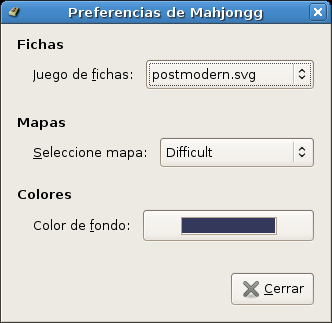 Preferencias de Mahjongg
Fichas
Juego de fichas: postmodern.svg
Mapas
Seleccione mapa: Difficult
Colores
Color de fondo:
Cerrar